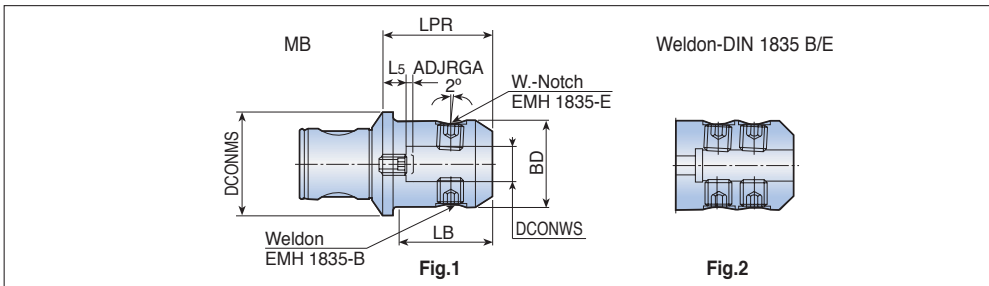 LPR
MB
Weldon-DIN 1835 B/E
L5
ADJRGA
2°
W.-Notch
EMH 1835-E
DCONMS
BD
DCONWS
LB
Weldon
EMH 1835-B
Fig.1
Fig.2